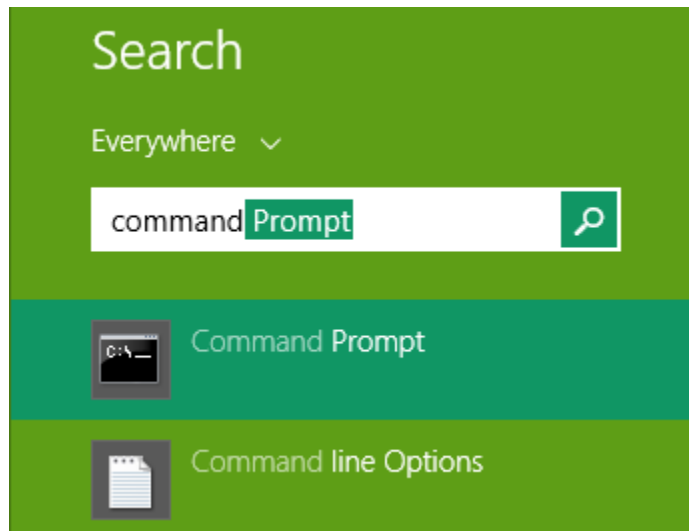 Search
Everywhere
command Prompt
C:\_
Command Prompt
Command line Options